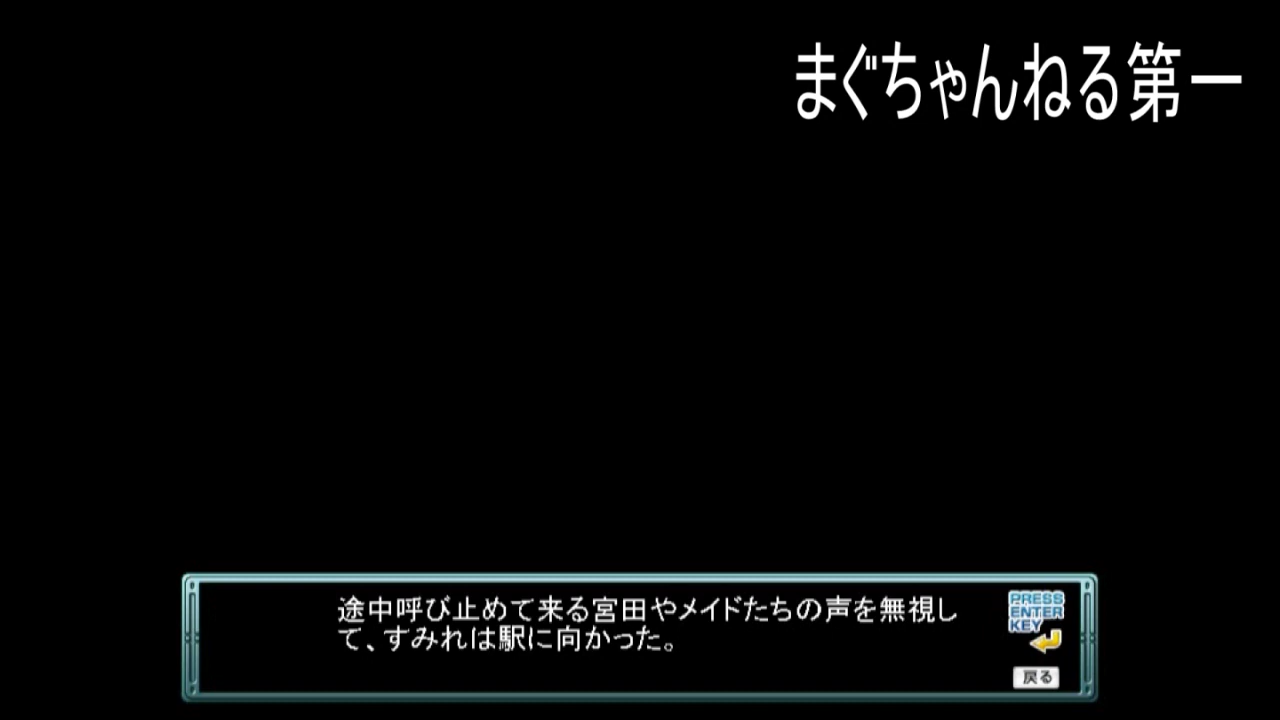 まぐちゃんねる第一
途中呼び止めて来る宮田やメイドたちの声を無視し
て、すみれは駅に向かった。
PRESS
ENTER
KEY
戻る